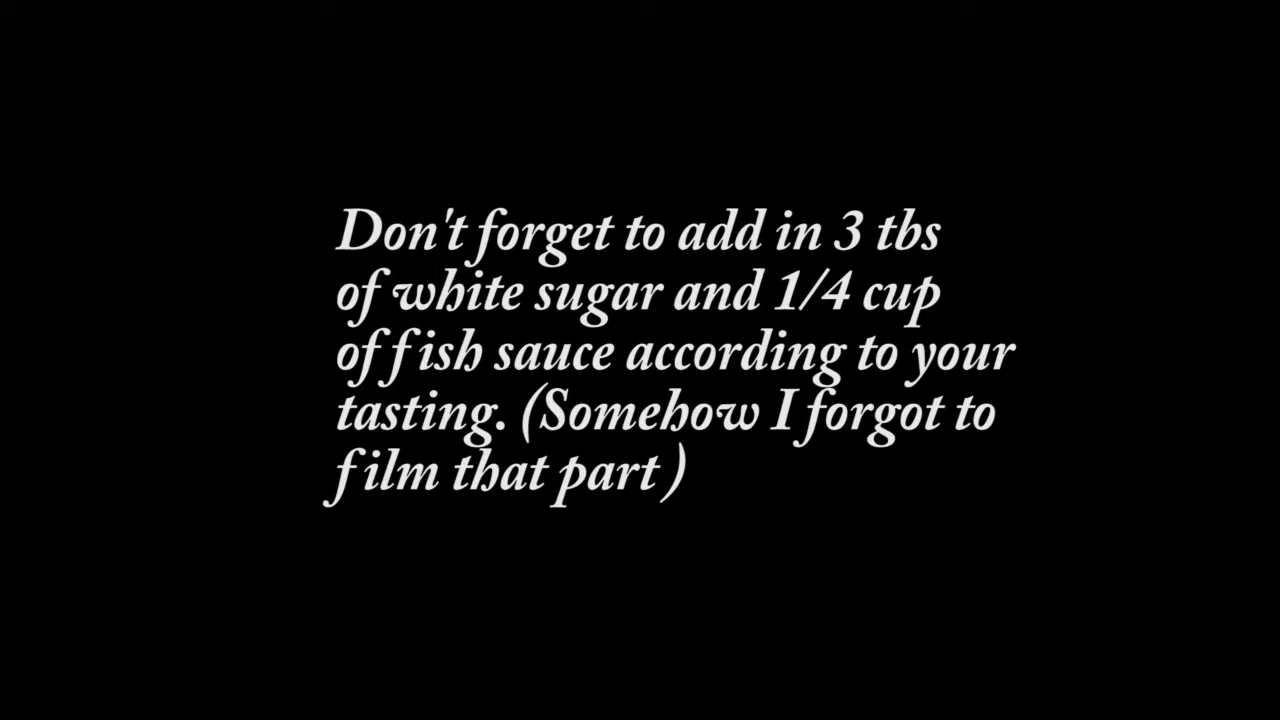 Don't forget to add in 3 tbs
of white sugar and 1/4 cup
of fish sauce according to your
tasting. (Somehow I forgot to
film that part)